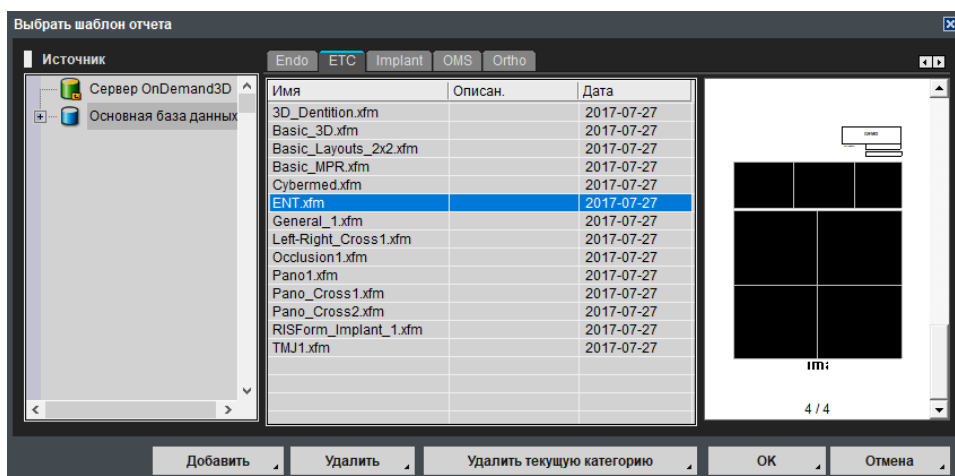 Выбрать шаблон отчета
Источник
Endo ETC Implant OMS Ortho
Сервер OnDemand3D
Основная база данных
Имя Описан. Дата
3D_Dentition.xfm 2017-07-27
Basic_3D.xfm 2017-07-27
Basic_Layouts_2x2.xfm 2017-07-27
Basic_MPR.xfm 2017-07-27
Cybermed.xfm 2017-07-27
ENT.xfm 2017-07-27
General_1.xfm 2017-07-27
Left-Right_Cross1.xfm 2017-07-27
Occlusion1.xfm 2017-07-27
Pano1.xfm 2017-07-27
Pano_Cross1.xfm 2017-07-27
Pano_Cross2.xfm 2017-07-27
RISForm_Implant_1.xfm 2017-07-27
TMJ1.xfm 2017-07-27
4 / 4
Добавить Удалить Удалить текущую категорию OK Отмена